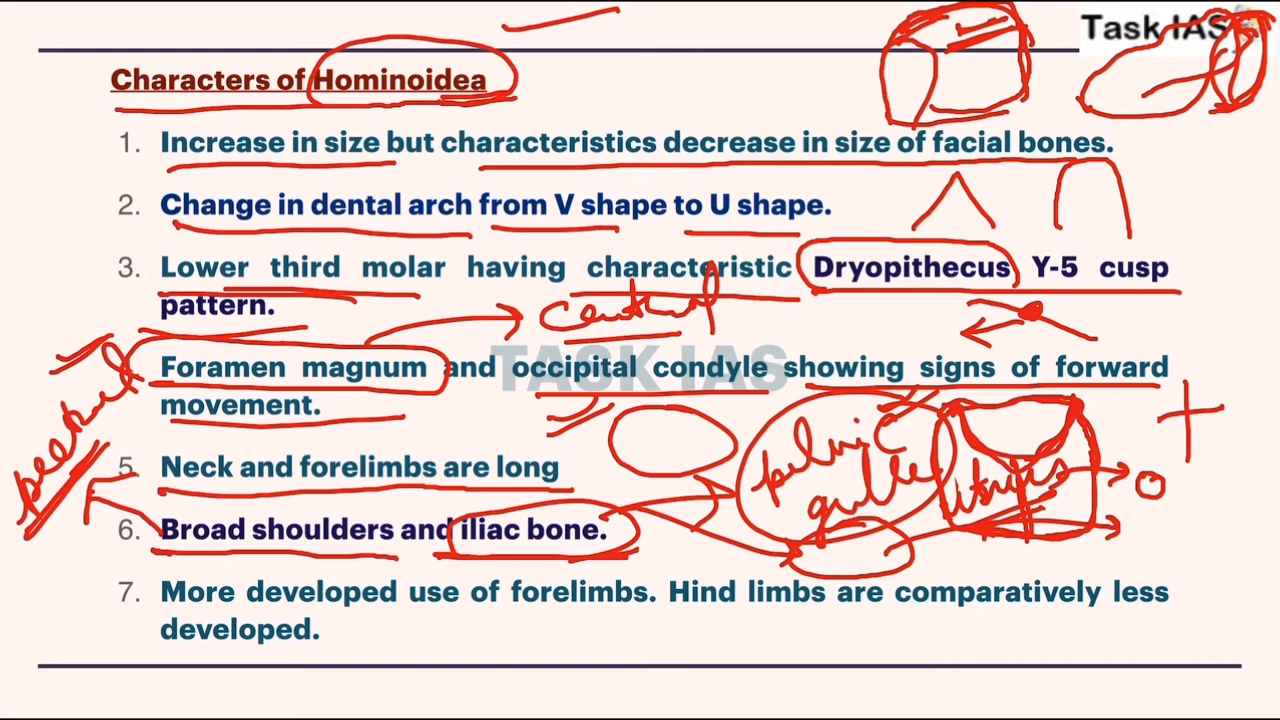 Task IAS
Characters of Hominoidea
1. Increase in size but characteristics decrease in size of facial bones.
2. Change in dental arch from V shape to U shape.
3. Lower third molar having characteristic Dryopithecus Y-5 cusp
pattern.
central
TASK IAS
Foramen magnum and occipital condyle showing signs of forward
movement.
pelvic
5. Neck and forelimbs are long
6. Broad shoulders and iliac bone.
7. More developed use of forelimbs. Hind limbs are comparatively less
developed.